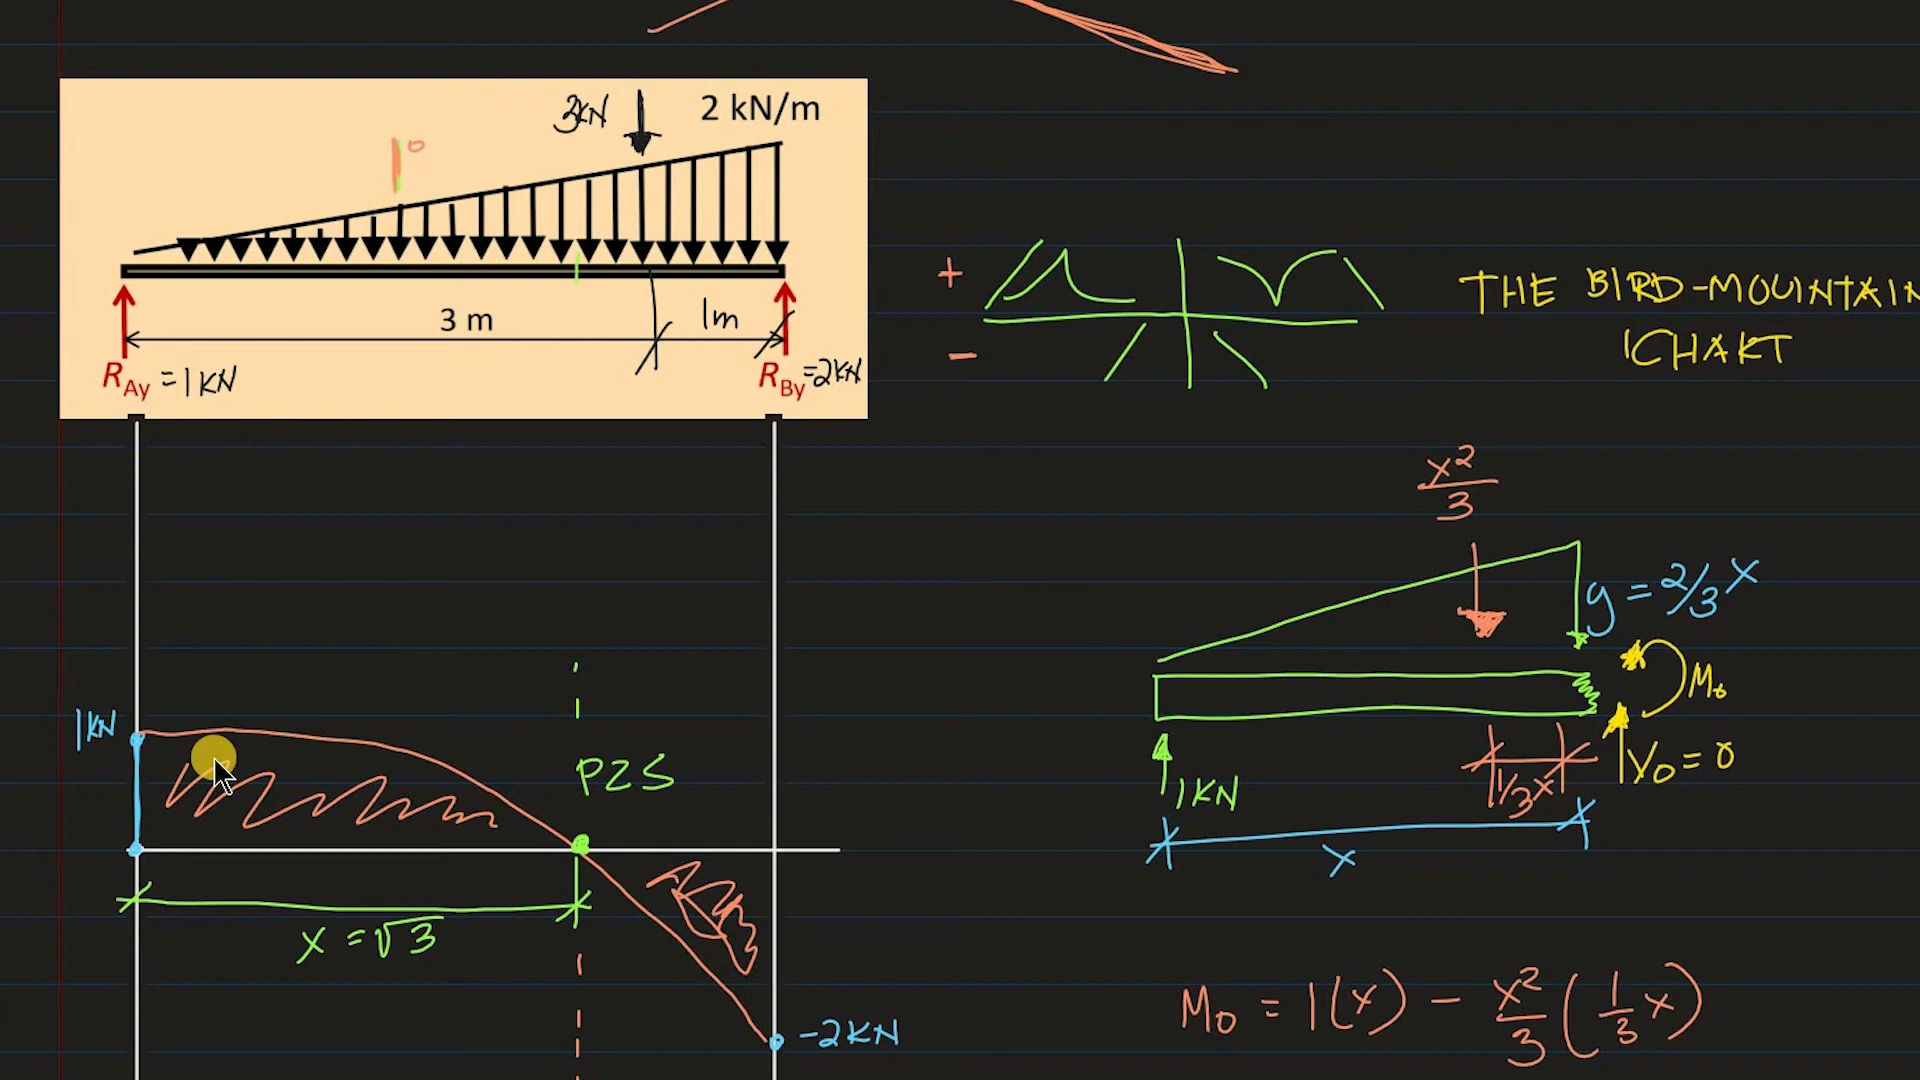 3KN
2 kN/m
1°
3 m
1m
RAy =1KN
RBy =2KN
+
-
THE BIRD-MOUNTAIN
CHART
x²/3
y = 2/3 x
Mo
Vo = 0
1KN
1/3 x
x
1KN
PZS
x = √3
-2KN
Mo = 1(x) - x²/3 (1/3 x)